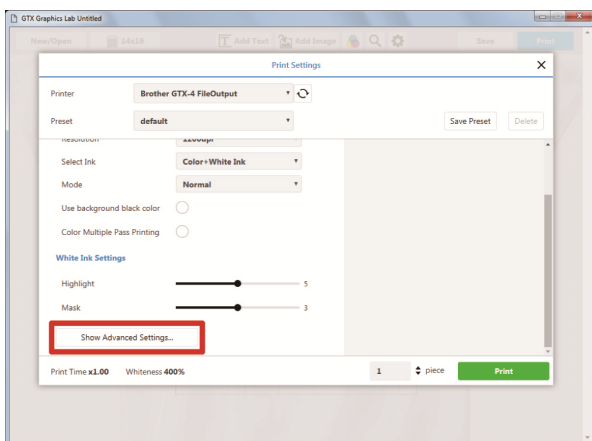 GTX Graphics Lab Untitled
New/Open 14x18 Add Text Add Image Save Print
Print Settings
Printer Brother GTX-4 FileOutput
Preset default Save Preset Delete
Resolution 1200dpi
Select Ink Color+White Ink
Mode Normal
Use background black color
Color Multiple Pass Printing
White Ink Settings
Highlight 5
Mask 3
Show Advanced Settings...
Print Time x1.00 Whiteness 400% 1 piece Print